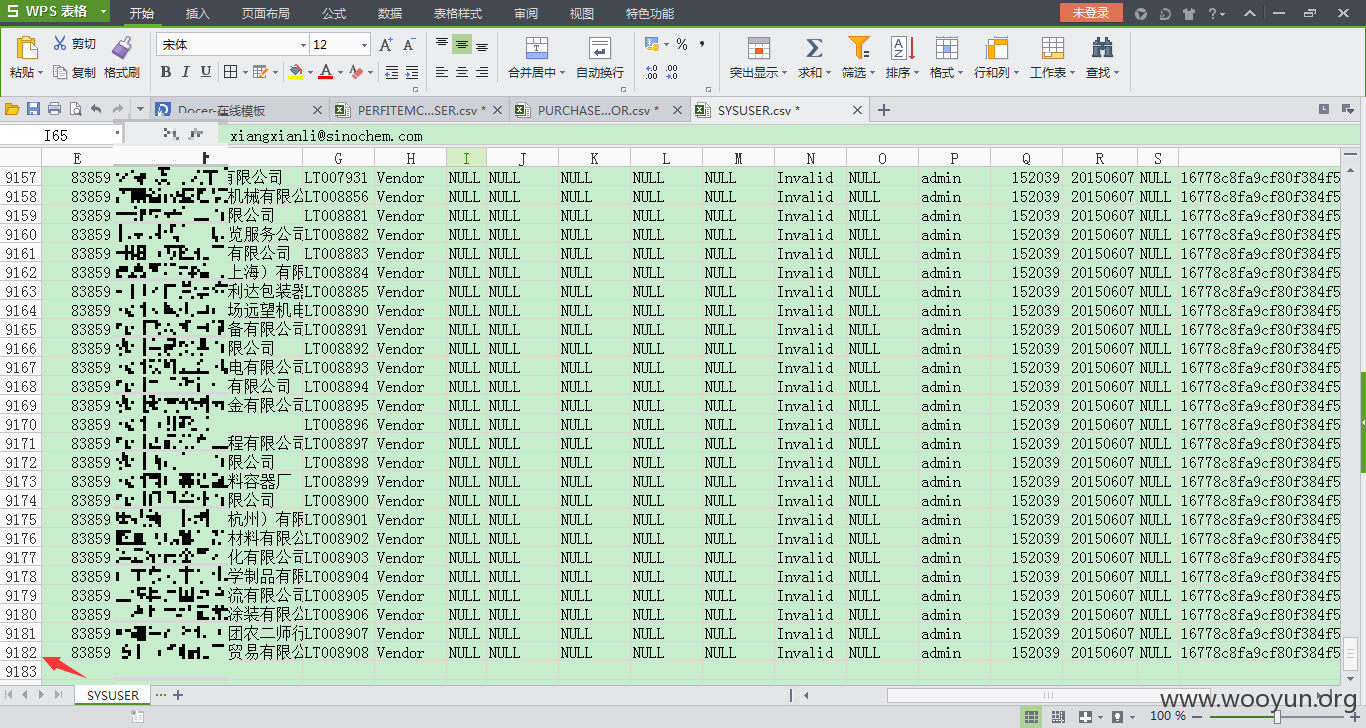 WPS 表格 开始 插入 页面布局 公式 数据 表格样式 审阅 视图 特色功能 未登录
剪切 宋体 12
粘贴 复制 格式刷 B I U 合并居中 自动换行 突出显示 求和 筛选 排序 格式 行和列 工作表 查找
Docer-在线模板 PERFITEMC...SER.csv * PURCHASE...OR.csv * SYSUSER.csv *
I65 xiangxianli@sinochem.com
E G H I J K L M N O P Q R S
9157 83859 有限公司 LT007931 Vendor NULL NULL NULL NULL NULL Invalid NULL admin 152039 20150607 NULL 16778c8fa9cf80f384f5
9158 83859 机械有限公 LT008856 Vendor NULL NULL NULL NULL NULL Invalid NULL admin 152039 20150607 NULL 16778c8fa9cf80f384f5
9159 83859 限公司 LT008881 Vendor NULL NULL NULL NULL NULL Invalid NULL admin 152039 20150607 NULL 16778c8fa9cf80f384f5
9160 83859 览服务公司 LT008882 Vendor NULL NULL NULL NULL NULL Invalid NULL admin 152039 20150607 NULL 16778c8fa9cf80f384f5
9161 83859 有限公司 LT008883 Vendor NULL NULL NULL NULL NULL Invalid NULL admin 152039 20150607 NULL 16778c8fa9cf80f384f5
9162 83859 上海）有限 LT008884 Vendor NULL NULL NULL NULL NULL Invalid NULL admin 152039 20150607 NULL 16778c8fa9cf80f384f5
9163 83859 利达包装器 LT008885 Vendor NULL NULL NULL NULL NULL Invalid NULL admin 152039 20150607 NULL 16778c8fa9cf80f384f5
9164 83859 场远望机电 LT008890 Vendor NULL NULL NULL NULL NULL Invalid NULL admin 152039 20150607 NULL 16778c8fa9cf80f384f5
9165 83859 备有限公司 LT008891 Vendor NULL NULL NULL NULL NULL Invalid NULL admin 152039 20150607 NULL 16778c8fa9cf80f384f5
9166 83859 限公司 LT008892 Vendor NULL NULL NULL NULL NULL Invalid NULL admin 152039 20150607 NULL 16778c8fa9cf80f384f5
9167 83859 电有限公司 LT008893 Vendor NULL NULL NULL NULL NULL Invalid NULL admin 152039 20150607 NULL 16778c8fa9cf80f384f5
9168 83859 有限公司 LT008894 Vendor NULL NULL NULL NULL NULL Invalid NULL admin 152039 20150607 NULL 16778c8fa9cf80f384f5
9169 83859 金有限公司 LT008895 Vendor NULL NULL NULL NULL NULL Invalid NULL admin 152039 20150607 NULL 16778c8fa9cf80f384f5
9170 83859 LT008896 Vendor NULL NULL NULL NULL NULL Invalid NULL admin 152039 20150607 NULL 16778c8fa9cf80f384f5
9171 83859 程有限公司 LT008897 Vendor NULL NULL NULL NULL NULL Invalid NULL admin 152039 20150607 NULL 16778c8fa9cf80f384f5
9172 83859 限公司 LT008898 Vendor NULL NULL NULL NULL NULL Invalid NULL admin 152039 20150607 NULL 16778c8fa9cf80f384f5
9173 83859 料容器厂 LT008899 Vendor NULL NULL NULL NULL NULL Invalid NULL admin 152039 20150607 NULL 16778c8fa9cf80f384f5
9174 83859 限公司 LT008900 Vendor NULL NULL NULL NULL NULL Invalid NULL admin 152039 20150607 NULL 16778c8fa9cf80f384f5
9175 83859 杭州）有限 LT008901 Vendor NULL NULL NULL NULL NULL Invalid NULL admin 152039 20150607 NULL 16778c8fa9cf80f384f5
9176 83859 材料有限公 LT008902 Vendor NULL NULL NULL NULL NULL Invalid NULL admin 152039 20150607 NULL 16778c8fa9cf80f384f5
9177 83859 化有限公司 LT008903 Vendor NULL NULL NULL NULL NULL Invalid NULL admin 152039 20150607 NULL 16778c8fa9cf80f384f5
9178 83859 学制品有限 LT008904 Vendor NULL NULL NULL NULL NULL Invalid NULL admin 152039 20150607 NULL 16778c8fa9cf80f384f5
9179 83859 流有限公司 LT008905 Vendor NULL NULL NULL NULL NULL Invalid NULL admin 152039 20150607 NULL 16778c8fa9cf80f384f5
9180 83859 涂装有限公 LT008906 Vendor NULL NULL NULL NULL NULL Invalid NULL admin 152039 20150607 NULL 16778c8fa9cf80f384f5
9181 83859 团农二师行 LT008907 Vendor NULL NULL NULL NULL NULL Invalid NULL admin 152039 20150607 NULL 16778c8fa9cf80f384f5
9182 83859 贸易有限公 LT008908 Vendor NULL NULL NULL NULL NULL Invalid NULL admin 152039 20150607 NULL 16778c8fa9cf80f384f5
9183
SYSUSER ···
www.wooyun.org
100 %